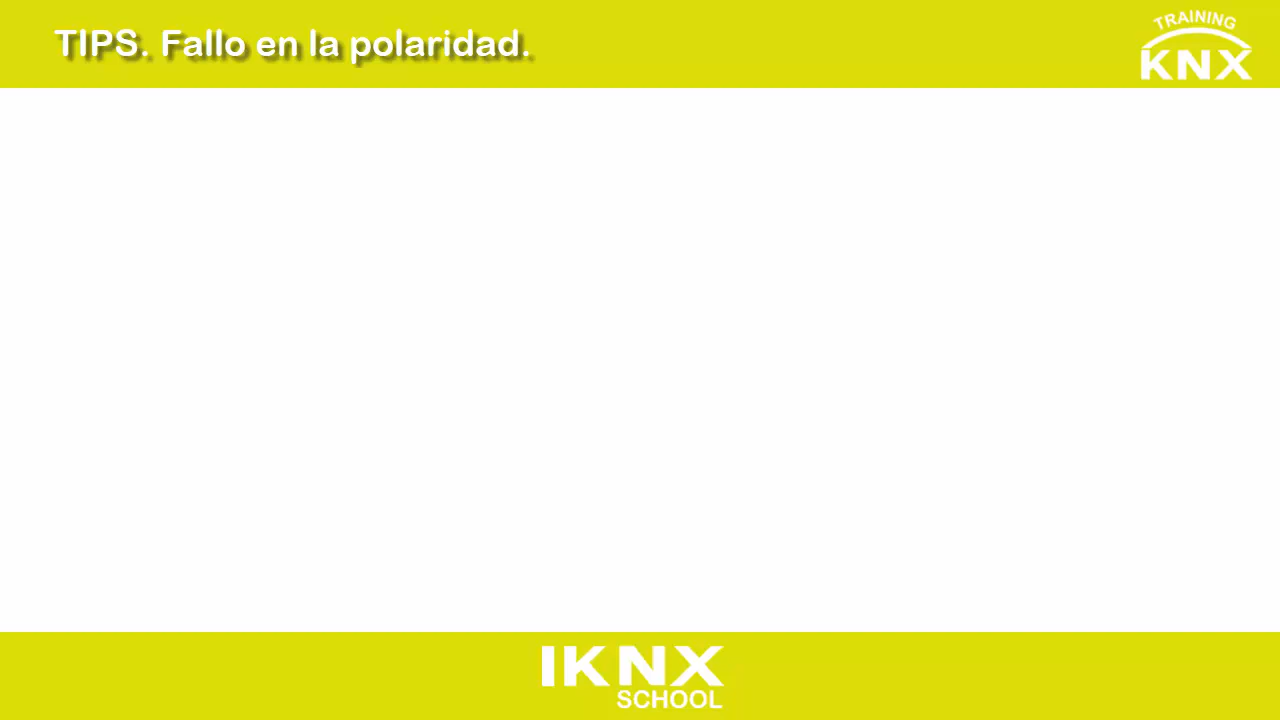 TIPS. Fallo en la polaridad.
TRAINING
KNX
IKNX
SCHOOL